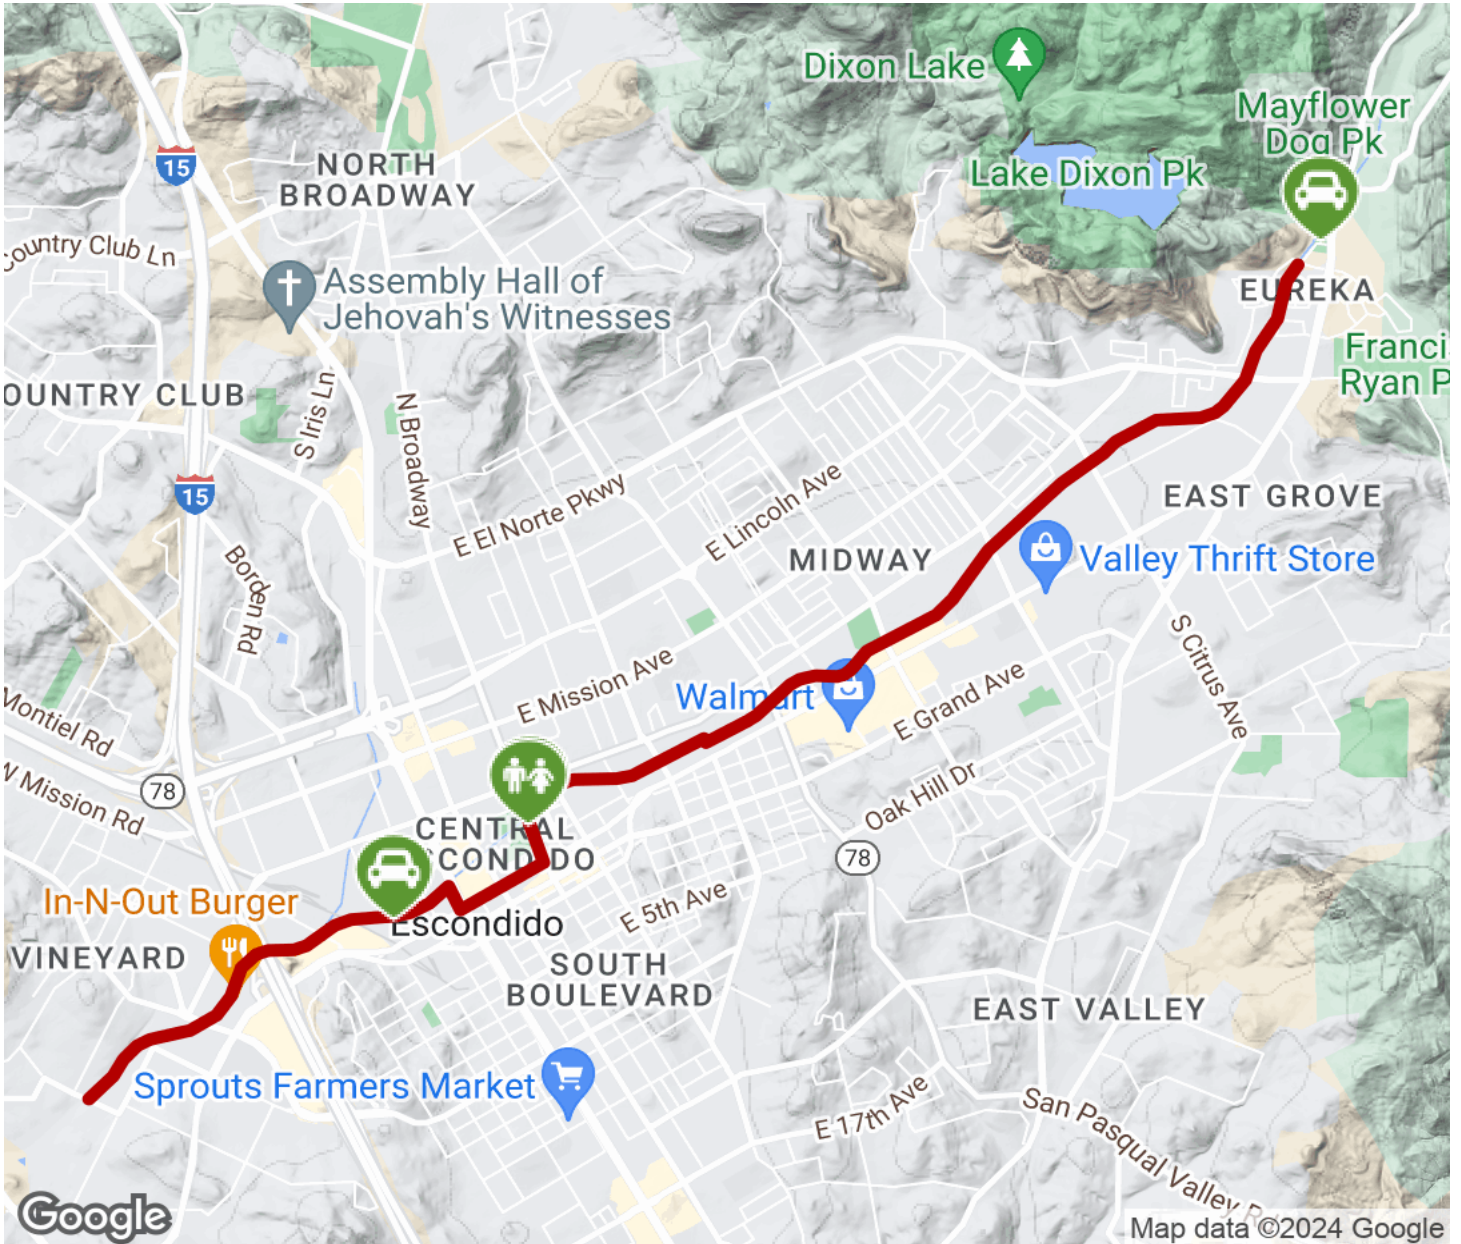 Dixon Lake
Mayflower
Dog Pk
15
NORTH
BROADWAY
Lake Dixon Pk
Country Club Ln
Assembly Hall of
Jehovah's Witnesses
EUREKA
Franci
Ryan P
OUNTRY CLUB
S Iris Ln
N Broadway
15
E El Norte Pkwy
E Lincoln Ave
EAST GROVE
MIDWAY
Valley Thrift Store
Borden Rd
S Citrus Ave
E Mission Ave
Walmart
E Grand Ave
Montiel Rd
W Mission Rd
78
Oak Hill Dr
CENTRAL
SCONDIDO
78
In-N-Out Burger
Escondido
E 5th Ave
VINEYARD
SOUTH
BOULEVARD
EAST VALLEY
Sprouts Farmers Market
E 17th Ave
San Pasqual Valley Rd
Google
Map data ©2024 Google